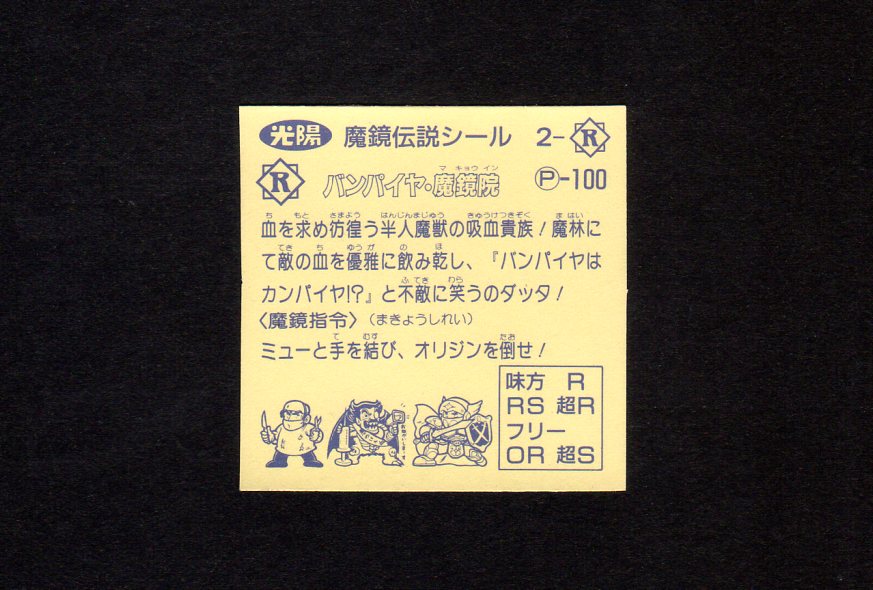 光陽 魔鏡伝説シール 2-R
R バンパイヤ・魔鏡院 P-100
血を求め彷徨う半人魔獣の吸血貴族!魔林に
て敵の血を優雅に飲み乾し、『バンパイヤは
カンパイヤ!?』と不敵に笑うのダッタ!
〈魔鏡指令〉(まきょうしれい)
ミューと手を結び、オリジンを倒せ!
味方 R
RS 超R
フリー
OR 超S